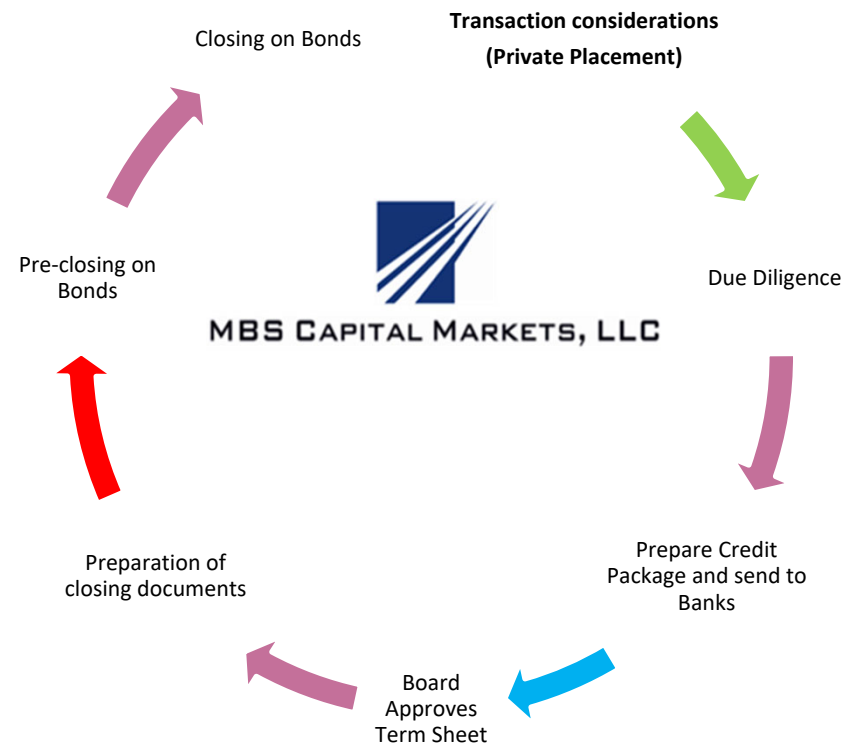 Transaction considerations
(Private Placement)
Due Diligence
Prepare Credit
Package and send to
Banks
Board
Approves
Term Sheet
Preparation of
closing documents
Pre-closing on
Bonds
Closing on Bonds
MBS CAPITAL MARKETS, LLC